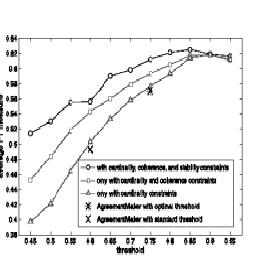 0.64
0.62
0.6
0.58
0.56
0.54
0.52
0.5
0.48
0.46
0.44
0.42
0.4
0.38
0.45 0.5 0.55 0.6 0.65 0.7 0.75 0.8 0.85 0.9 0.95
threshold
with cardinality, coherence, and stability constraints
only with cardinality and coherence constraints
only with cardinality constraints
AgreementMaker with optimal threshold
AgreementMaker with standard threshold